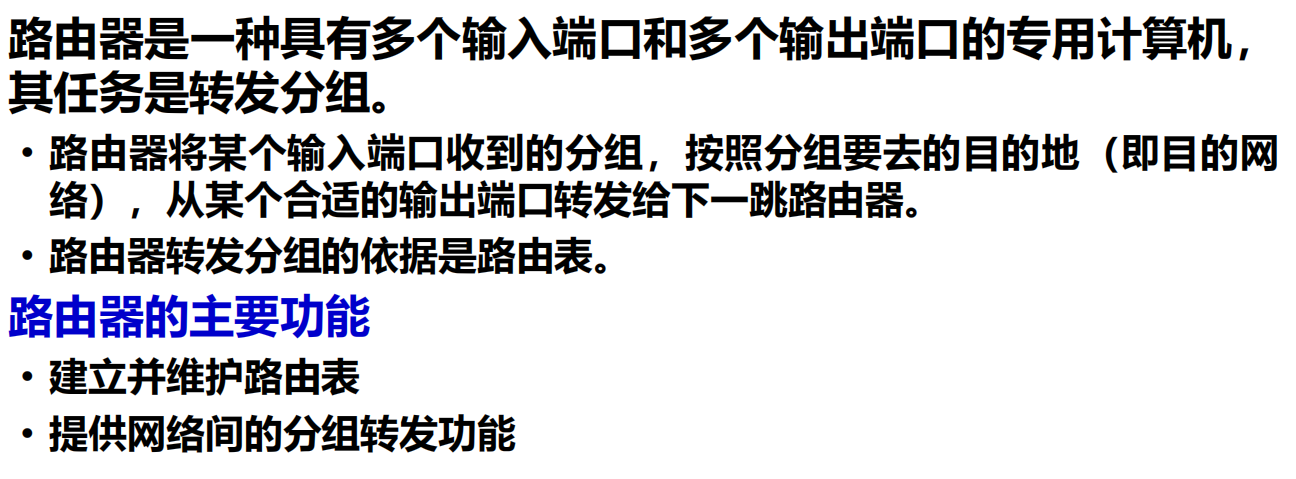 路由器是一种具有多个输入端口和多个输出端口的专用计算机，
其任务是转发分组。
• 路由器将某个输入端口收到的分组，按照分组要去的目的地（即目的网
络），从某个合适的输出端口转发给下一跳路由器。
• 路由器转发分组的依据是路由表。
路由器的主要功能
• 建立并维护路由表
• 提供网络间的分组转发功能